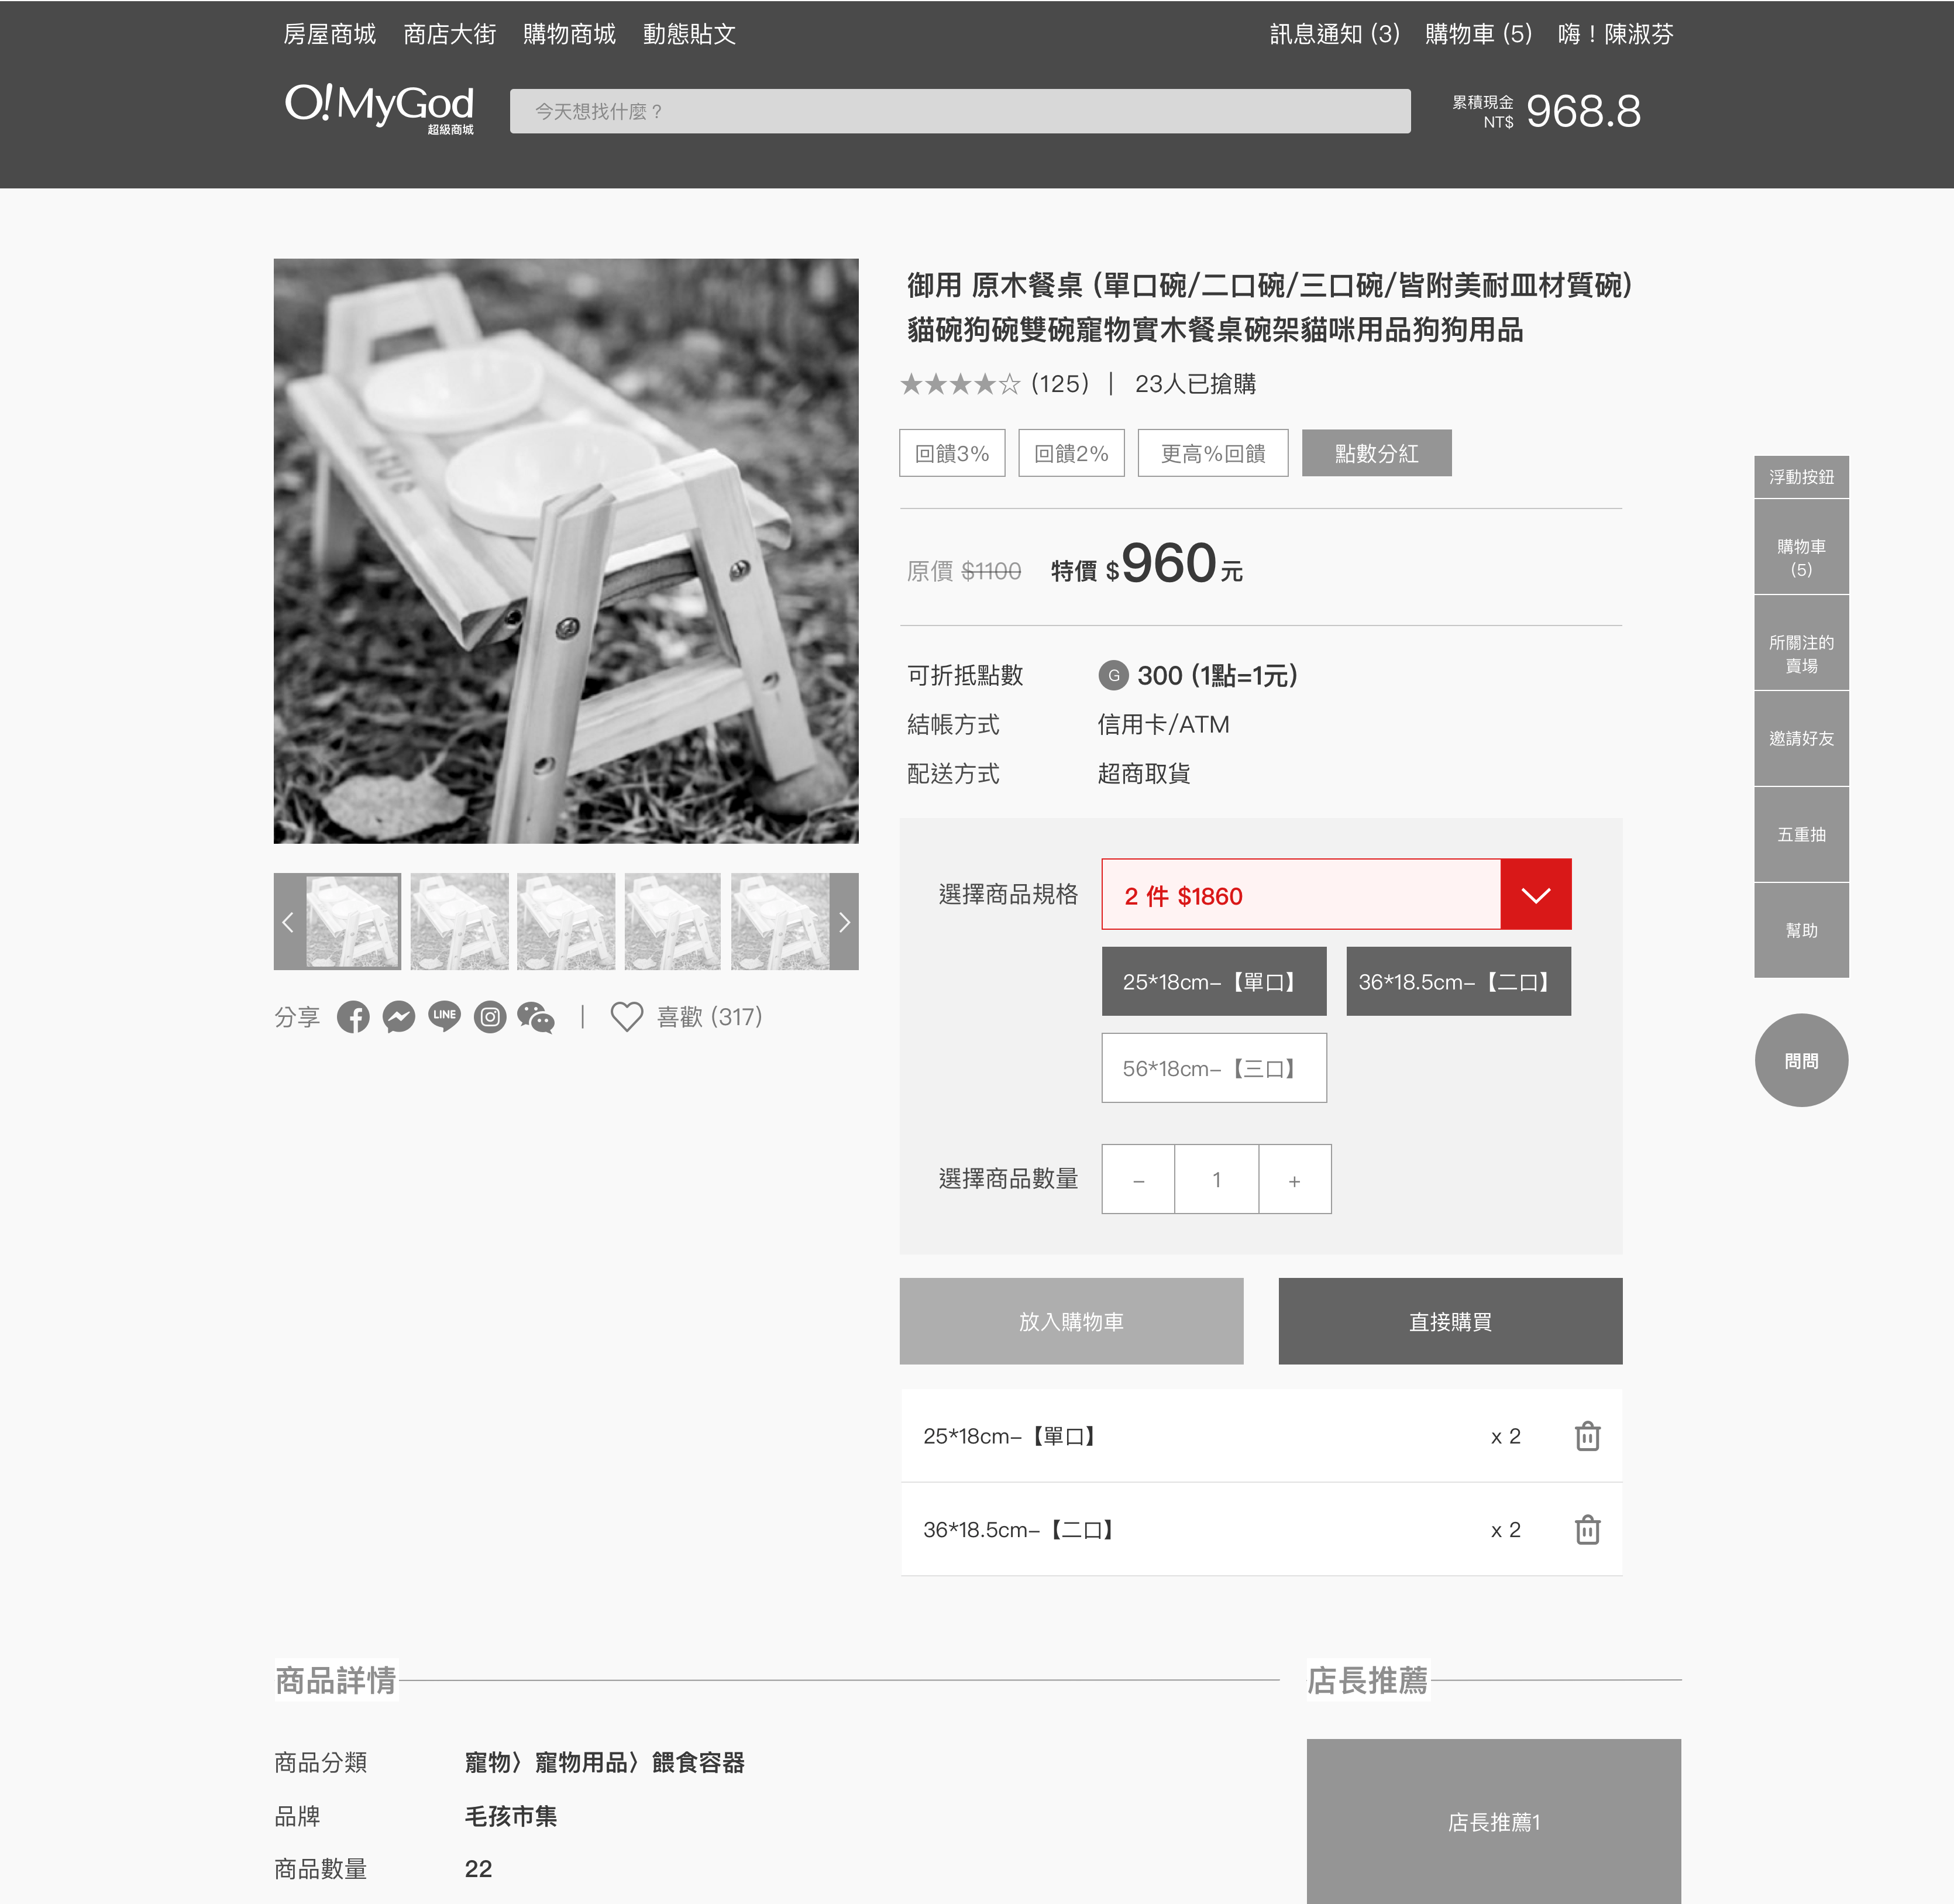 房屋商城 商店大街 購物商城 動態貼文 訊息通知 (3) 購物車 (5) 嗨！陳淑芬
O!MyGod
超級商城
今天想找什麼？
累積現金
NT$
968.8
御用 原木餐桌 (單口碗/二口碗/三口碗/皆附美耐皿材質碗)
貓碗狗碗雙碗寵物實木餐桌碗架貓咪用品狗狗用品
★★★★☆ (125) | 23人已搶購
回饋3% 回饋2% 更高%回饋 點數分紅
原價 $1100 特價 $960元
可折抵點數 G 300 (1點=1元)
結帳方式 信用卡/ATM
配送方式 超商取貨
選擇商品規格 2 件 $1860
25*18cm–【單口】 36*18.5cm–【二口】
56*18cm–【三口】
選擇商品數量 – 1 +
放入購物車 直接購買
25*18cm–【單口】 x 2
36*18.5cm–【二口】 x 2
分享 LINE | 喜歡 (317)
浮動按鈕
購物車
(5)
所關注的
賣場
邀請好友
五重抽
幫助
問問
商品詳情
商品分類 寵物〉寵物用品〉餵食容器
品牌 毛孩市集
商品數量 22
店長推薦
店長推薦1